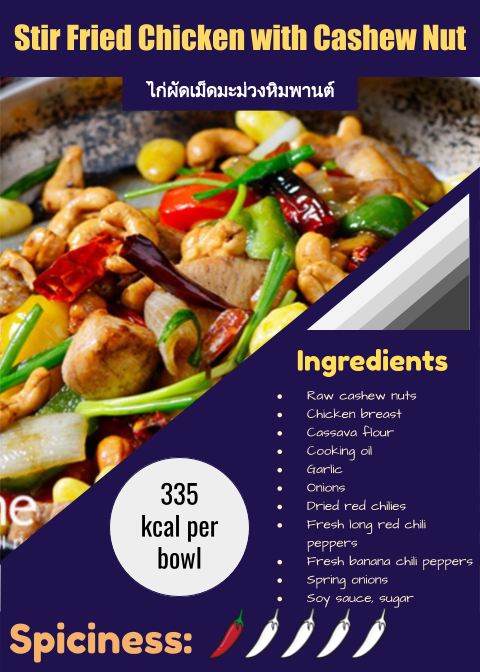 Stir Fried Chicken with Cashew Nut
ไก่ผัดเม็ดมะม่วงหิมพานต์
Ingredients
Raw cashew nuts
Chicken breast
Cassava flour
Cooking oil
Garlic
Onions
Dried red chilies
Fresh long red chili
peppers
Fresh banana chili peppers
Spring onions
Soy sauce, sugar
335
kcal per
bowl
Spiciness: